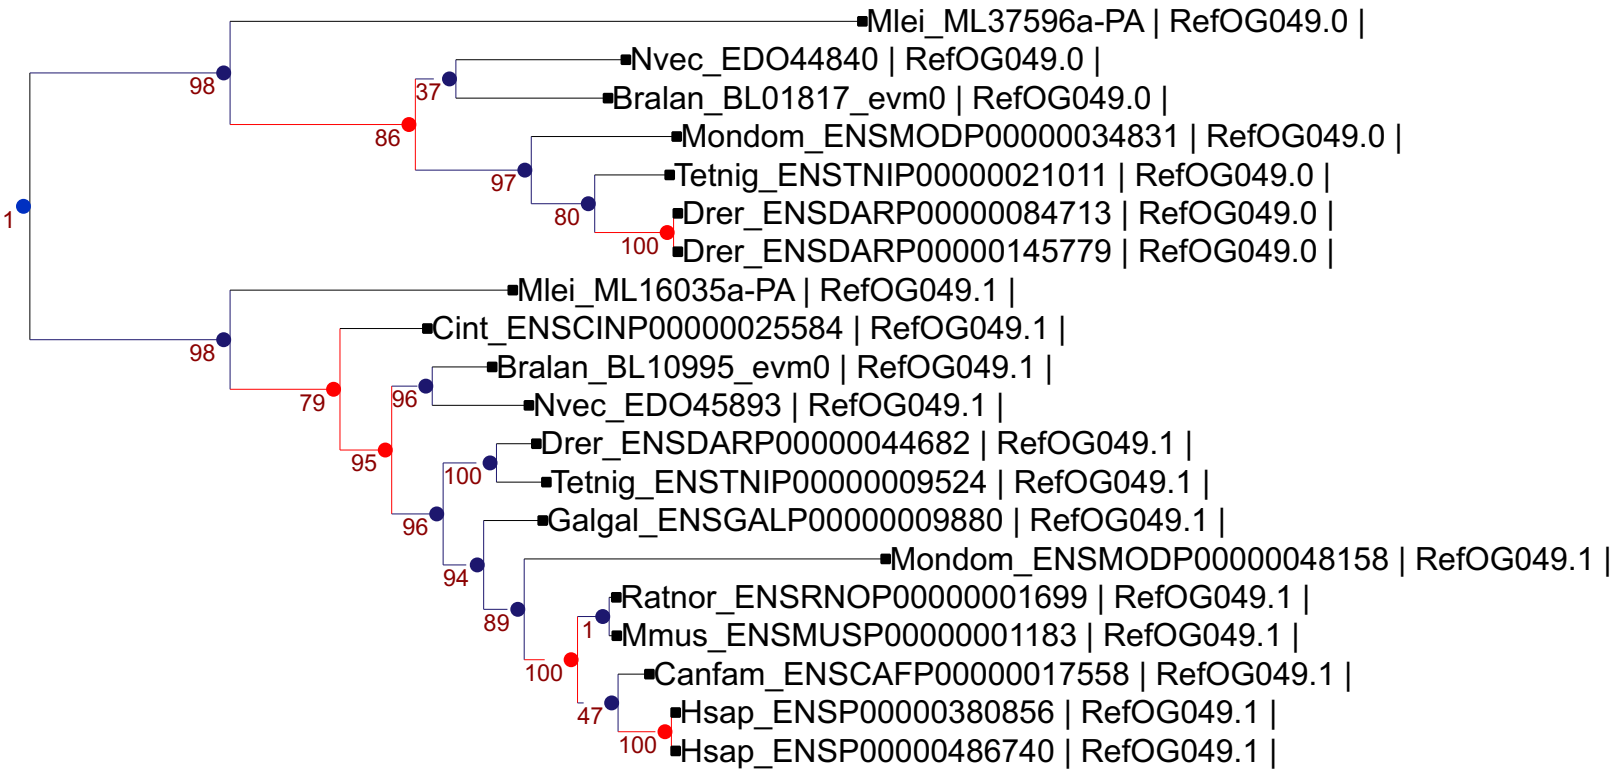 Mlei_ML37596a-PA | RefOG049.0 |
Nvec_EDO44840 | RefOG049.0 |
98
37
Bralan_BL01817_evm0 | RefOG049.0 |
86
Mondom_ENSMODP00000034831 | RefOG049.0 |
Tetnig_ENSTNIP00000021011 | RefOG049.0 |
97
Drer_ENSDARP00000084713 | RefOG049.0 |
1
80
100
Drer_ENSDARP00000145779 | RefOG049.0 |
Mlei_ML16035a-PA | RefOG049.1 |
Cint_ENSCINP00000025584 | RefOG049.1 |
98
Bralan_BL10995_evm0 | RefOG049.1 |
79
96
Nvec_EDO45893 | RefOG049.1 |
Drer_ENSDARP00000044682 | RefOG049.1 |
95
100
Tetnig_ENSTNIP00000009524 | RefOG049.1 |
96
Galgal_ENSGALP00000009880 | RefOG049.1 |
Mondom_ENSMODP00000048158 | RefOG049.1 |
94
Ratnor_ENSRNOP00000001699 | RefOG049.1 |
89
1
Mmus_ENSMUSP00000001183 | RefOG049.1 |
100
Canfam_ENSCAFP00000017558 | RefOG049.1 |
47
Hsap_ENSP00000380856 | RefOG049.1 |
100
Hsap_ENSP00000486740 | RefOG049.1 |